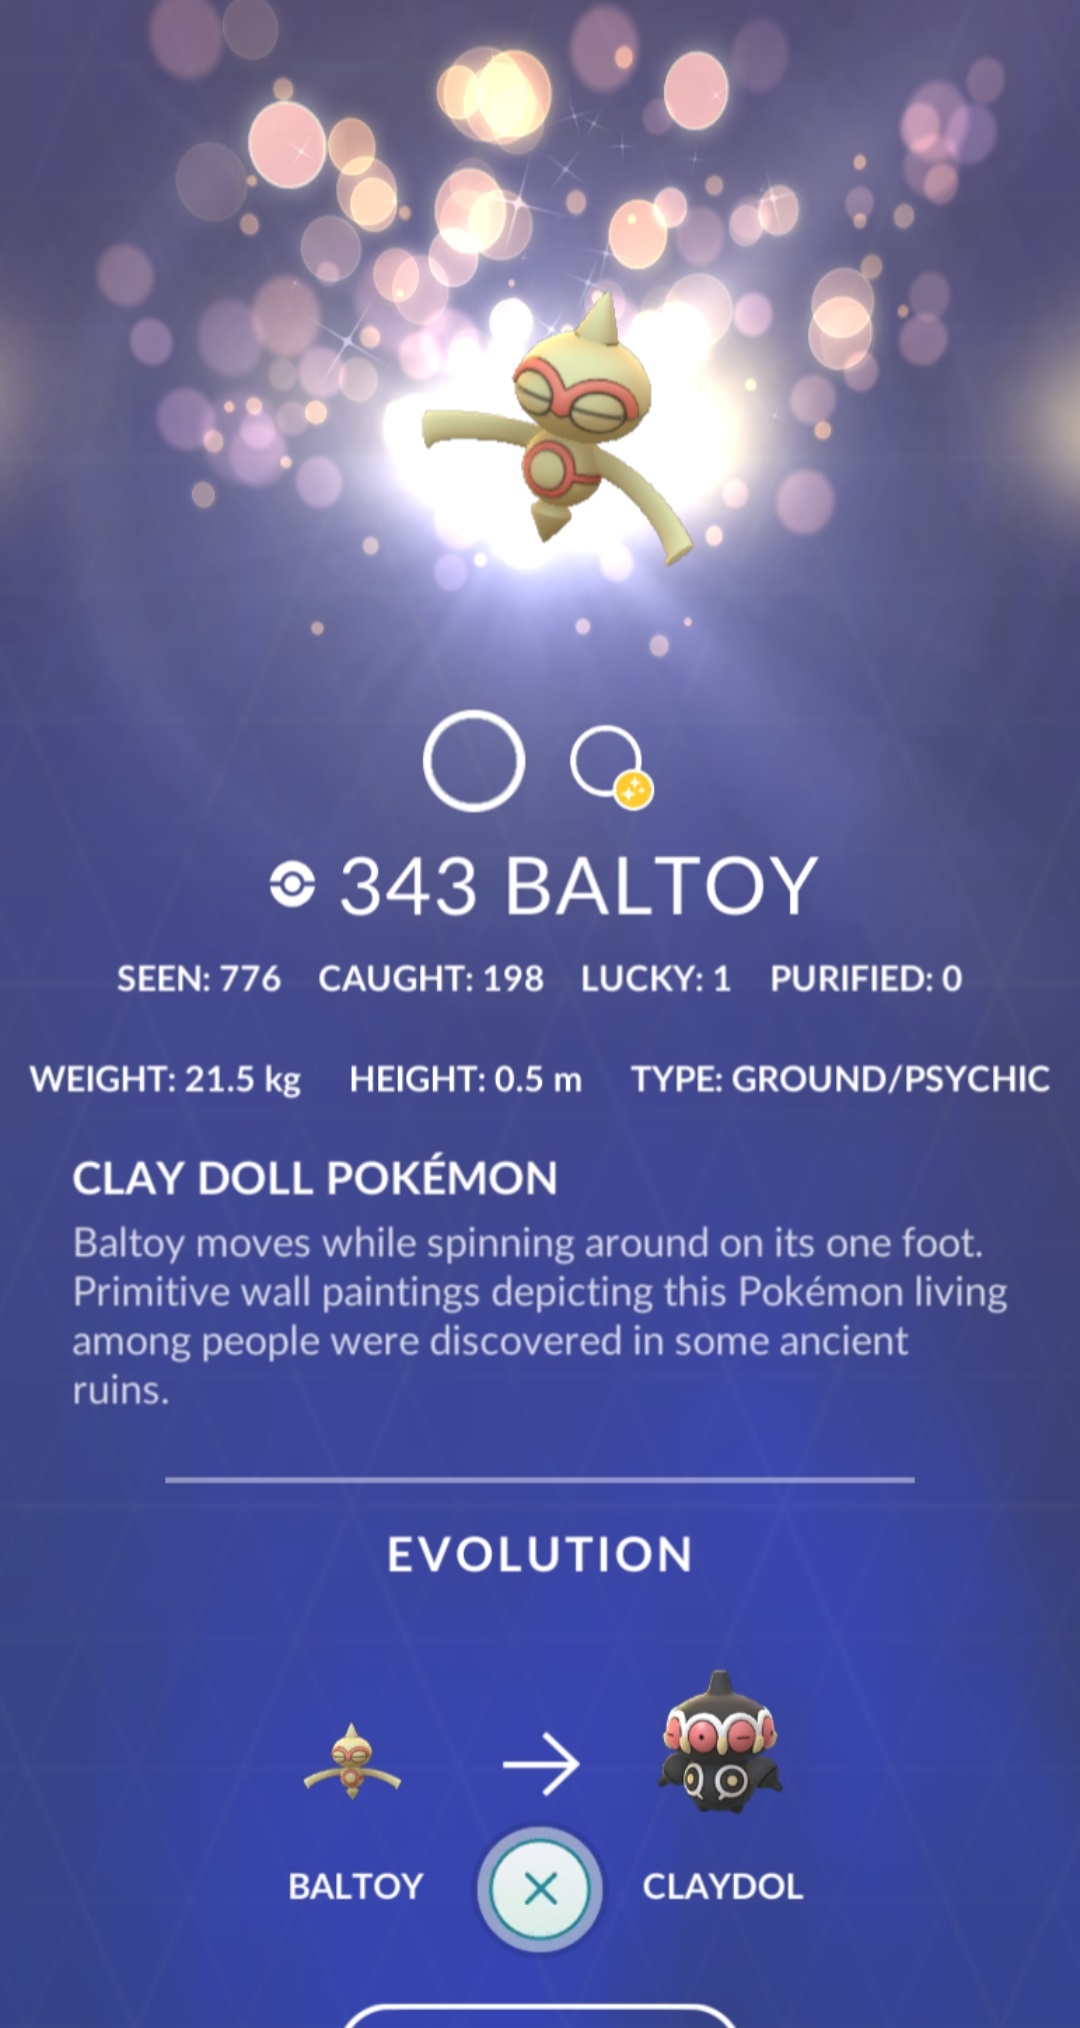 343 BALTOY
SEEN: 776 CAUGHT: 198 LUCKY: 1 PURIFIED: 0
WEIGHT: 21.5 kg HEIGHT: 0.5 m TYPE: GROUND/PSYCHIC
CLAY DOLL POKÉMON
Baltoy moves while spinning around on its one foot.
Primitive wall paintings depicting this Pokémon living
among people were discovered in some ancient
ruins.
EVOLUTION
BALTOY CLAYDOL